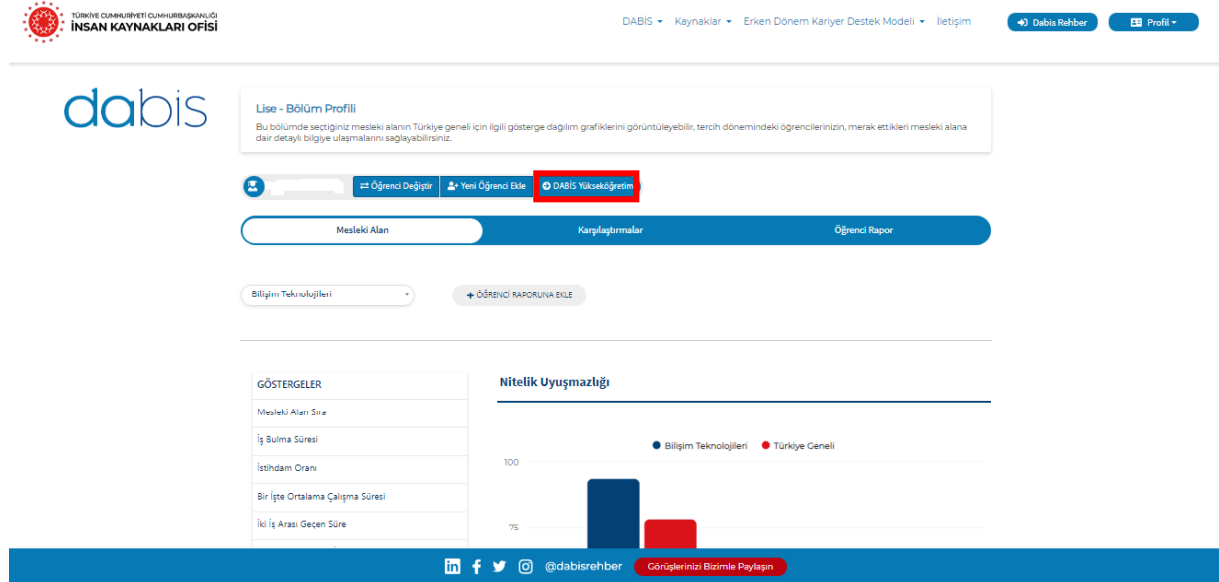 TÜRKİYE CUMHURİYETİ CUMHURBAŞKANLIĞI
İNSAN KAYNAKLARI OFİSİ
DABİS Kaynaklar Erken Dönem Kariyer Destek Modeli İletişim Dabis Rehber Profil
dabis
Lise - Bölüm Profili
Bu bölümde seçtiğiniz mesleki alanın Türkiye geneli için ilgili gösterge dağılım grafiklerini görüntüleyebilir, tercih dönemindeki öğrencilerinizin, merak ettikleri mesleki alana
dair detaylı bilgiye ulaşmalarını sağlayabilirsiniz.
Öğrenci Değiştir Yeni Öğrenci Ekle DABİS Yükseköğretim
Mesleki Alan Karşılaştırmalar Öğrenci Rapor
Bilişim Teknolojileri + ÖĞRENCİ RAPORUNA EKLE
GÖSTERGELER
Mesleki Alan Sıra
İş Bulma Süresi
İstihdam Oranı
Bir İşte Ortalama Çalışma Süresi
İki İş Arası Geçen Süre
Nitelik Uyuşmazlığı
Bilişim Teknolojileri Türkiye Geneli
100
75
@dabisrehber Görüşlerinizi Bizimle Paylaşın